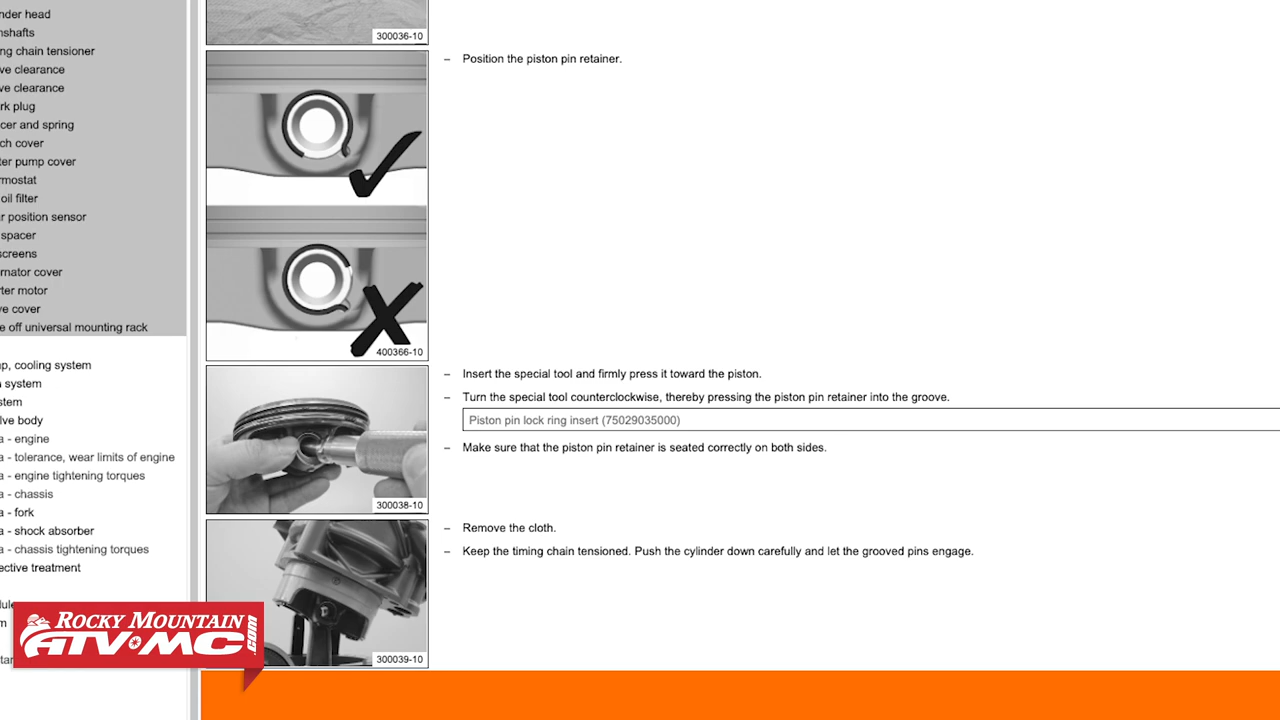 nder head
nshafts
ng chain tensioner
ve clearance
ve clearance
rk plug
cer and spring
ch cover
ter pump cover
rmostat
oil filter
r position sensor
spacer
screens
rnator cover
rter motor
ve cover
e off universal mounting rack
p, cooling system
system
stem
lve body
a - engine
a - tolerance, wear limits of engine
a - engine tightening torques
a - chassis
a - fork
a - shock absorber
a - chassis tightening torques
ective treatment
300036-10
– Position the piston pin retainer.
400366-10
– Insert the special tool and firmly press it toward the piston.
– Turn the special tool counterclockwise, thereby pressing the piston pin retainer into the groove.
Piston pin lock ring insert (75029035000)
– Make sure that the piston pin retainer is seated correctly on both sides.
300038-10
– Remove the cloth.
– Keep the timing chain tensioned. Push the cylinder down carefully and let the grooved pins engage.
300039-10
ROCKY MOUNTAIN
ATV•MC.com